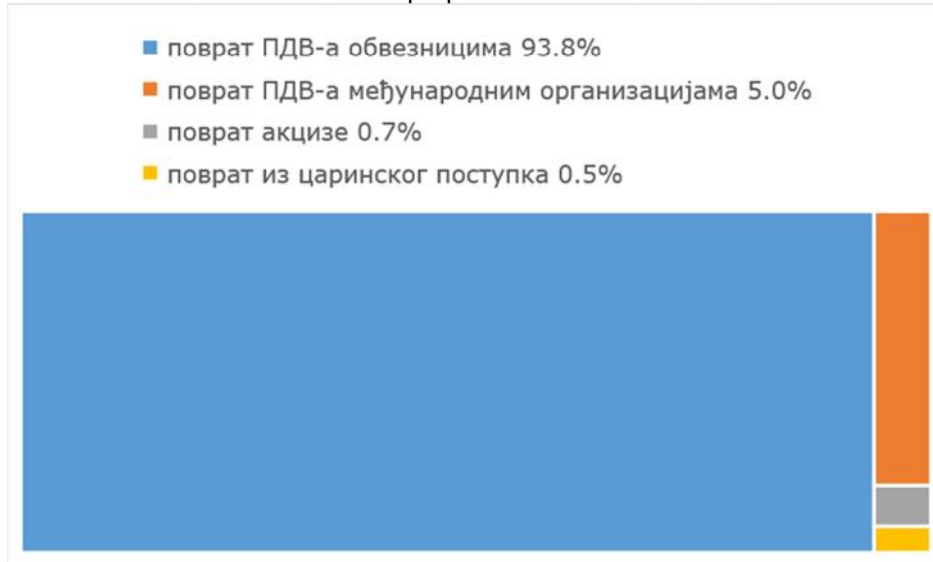 поврат ПДВ-а обвезницима 93.8%
поврат ПДВ-а међународним организацијама 5.0%
поврат акцизе 0.7%
поврат из царинског поступка 0.5%